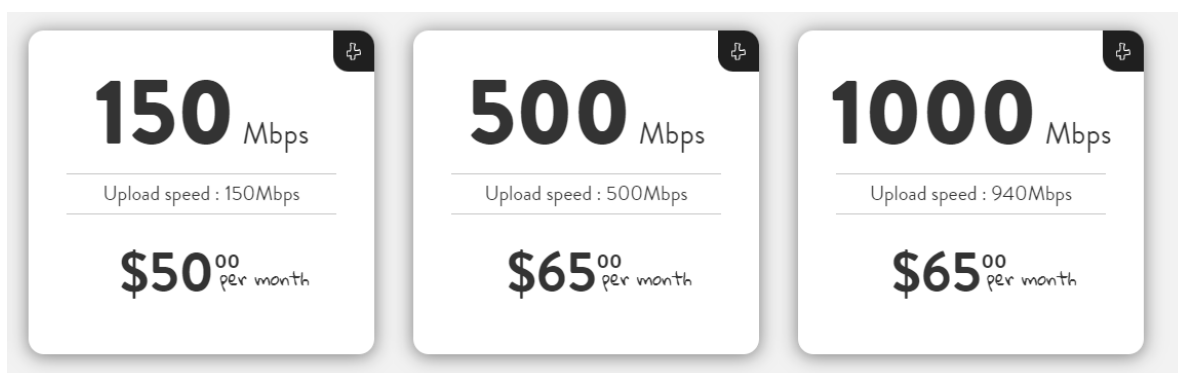 150 Mbps
Upload speed : 150Mbps
$50 00 per month
500 Mbps
Upload speed : 500Mbps
$65 00 per month
1000 Mbps
Upload speed : 940Mbps
$65 00 per month